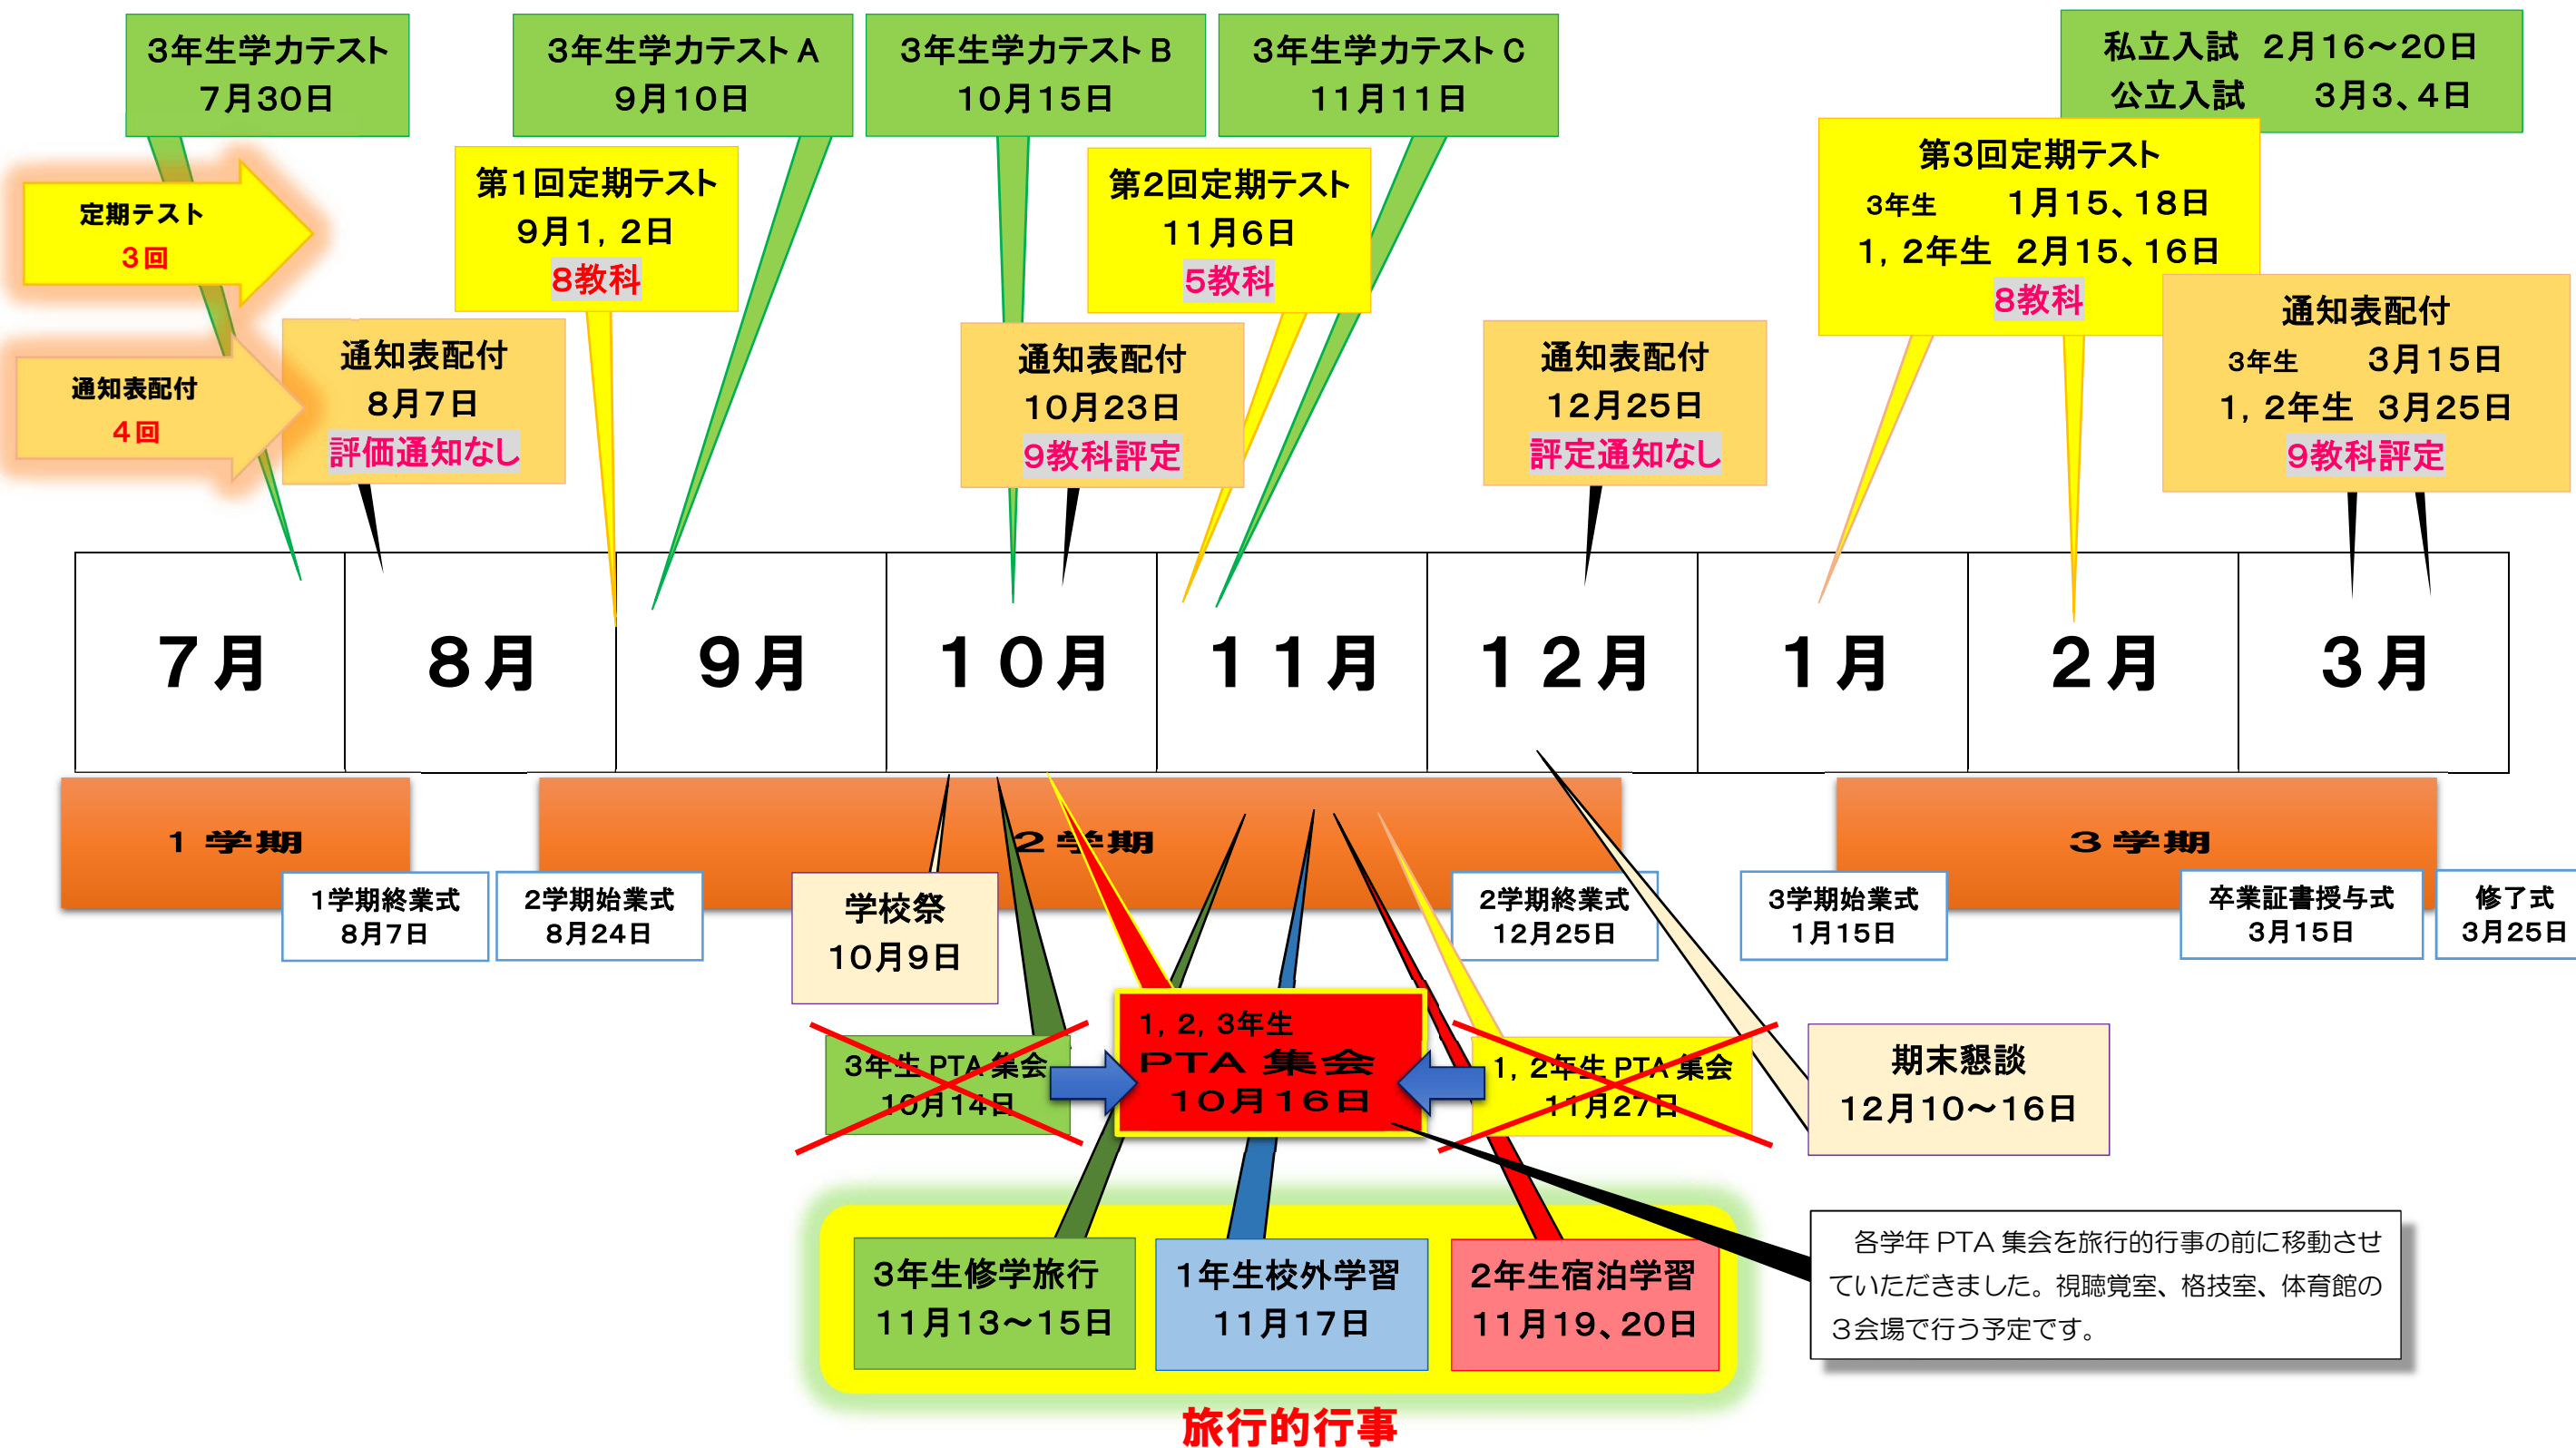 3年生学力テスト
7月30日
3年生学力テストA
9月10日
3年生学力テストB
10月15日
3年生学力テストC
11月11日
私立入試　2月16～20日
公立入試　　3月3、4日
定期テスト
3回
第1回定期テスト
9月1，2日
8教科
第2回定期テスト
11月6日
5教科
第3回定期テスト
3年生　　1月15、18日
1，2年生　2月15、16日
8教科
通知表配付
4回
通知表配付
8月7日
評価通知なし
通知表配付
10月23日
9教科評定
通知表配付
12月25日
評定通知なし
通知表配付
3年生　　3月15日
1，2年生　3月25日
9教科評定
7月
8月
9月
10月
11月
12月
1月
2月
3月
1学期
2学期
3学期
1学期終業式
8月7日
2学期始業式
8月24日
学校祭
10月9日
2学期終業式
12月25日
3学期始業式
1月15日
卒業証書授与式
3月15日
修了式
3月25日
3年生PTA集会
10月14日
1，2，3年生
PTA集会
10月16日
1，2年生PTA集会
11月27日
期末懇談
12月10～16日
3年生修学旅行
11月13～15日
1年生校外学習
11月17日
2年生宿泊学習
11月19、20日
旅行的行事
　各学年PTA集会を旅行的行事の前に移動させ
ていただきました。視聴覚室、格技室、体育館の
3会場で行う予定です。